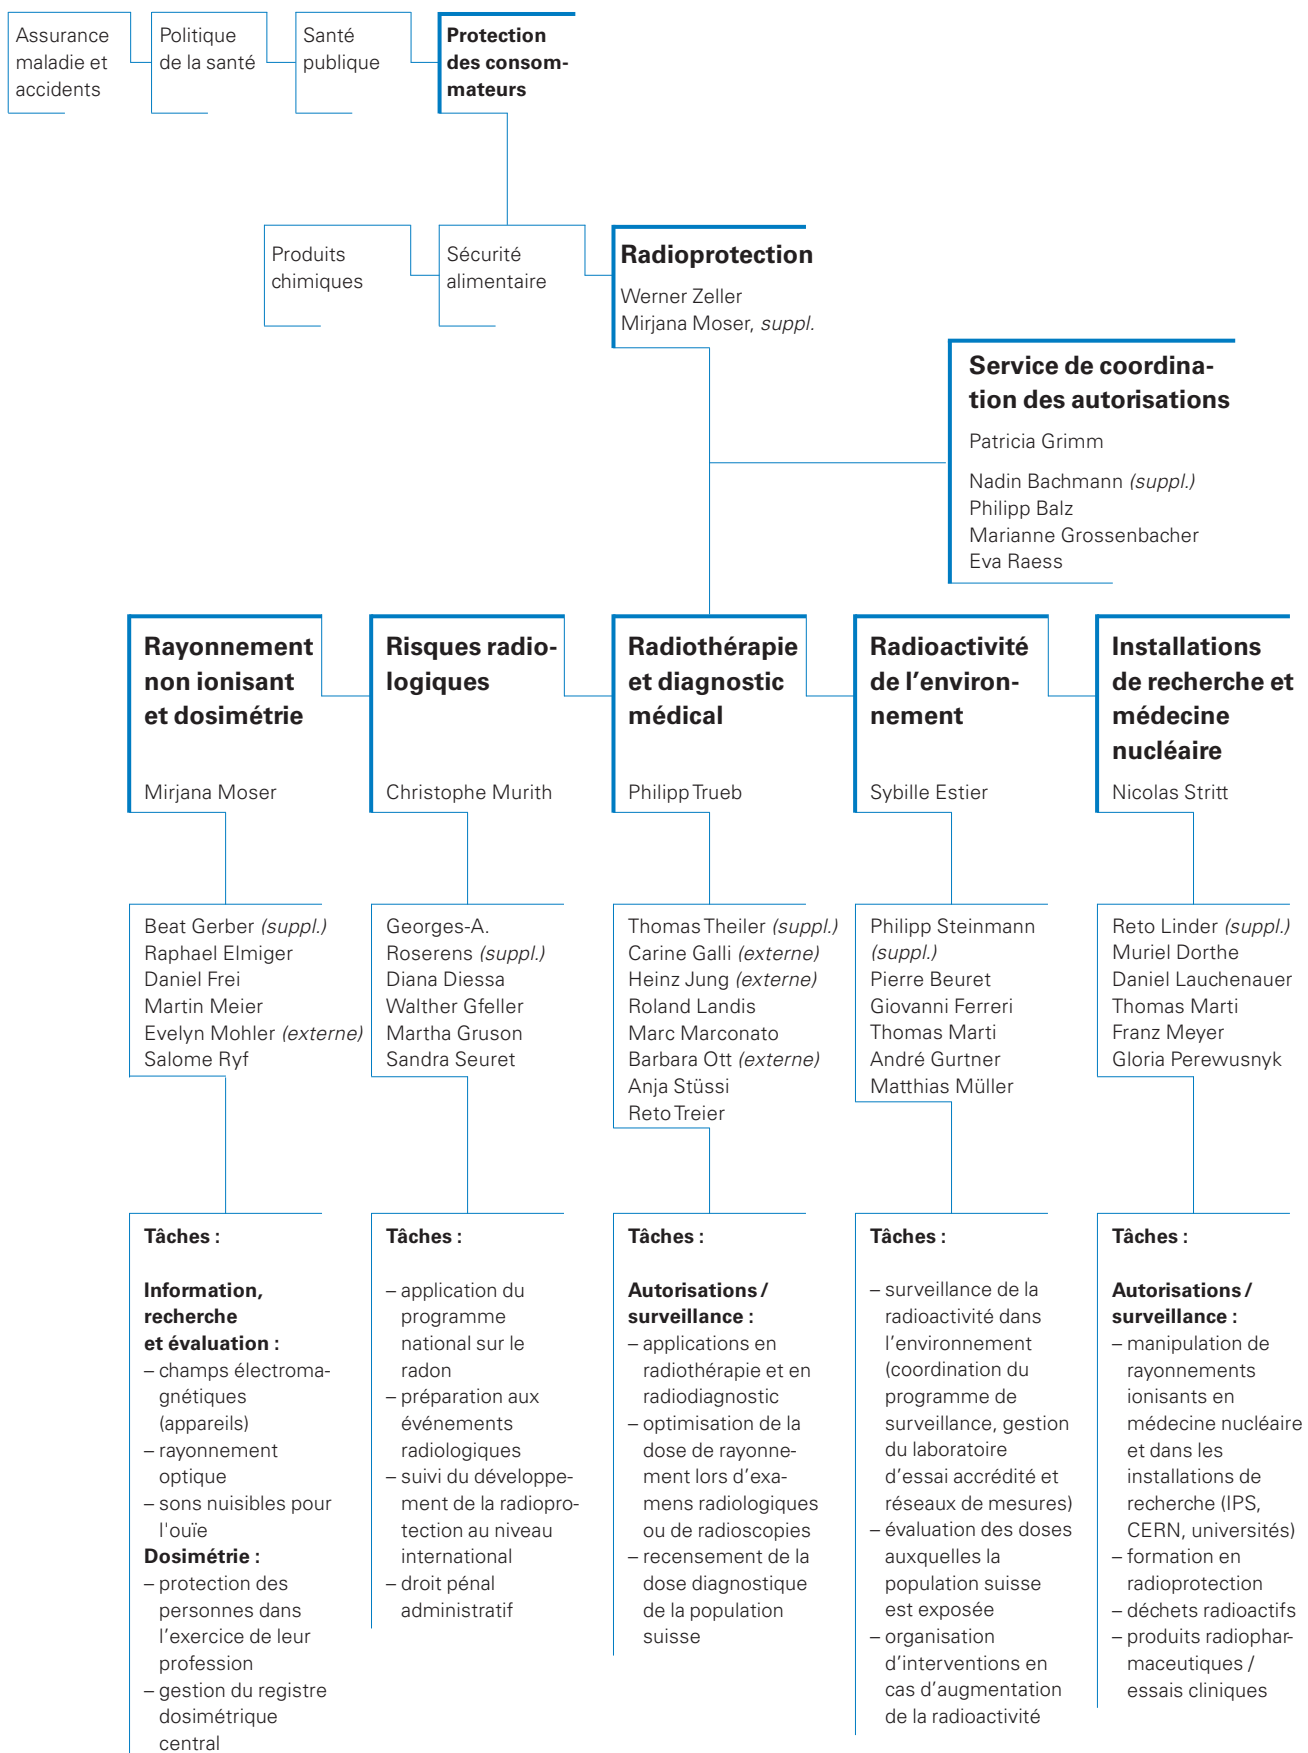 Assurance
maladie et
accidents
Politique
de la santé
Santé
publique
Protection
des consom-
mateurs
Produits
chimiques
Sécurité
alimentaire
Radioprotection
Werner Zeller
Mirjana Moser, suppl.
Service de coordina-
tion des autorisations
Patricia Grimm
Nadin Bachmann (suppl.)
Philipp Balz
Marianne Grossenbacher
Eva Raess
Rayonnement
non ionisant
et dosimétrie
Mirjana Moser
Risques radio-
logiques
Christophe Murith
Radiothérapie
et diagnostic
médical
Philipp Trueb
Radioactivité
de l’environ-
nement
Sybille Estier
Installations
de recherche et
médecine
nucléaire
Nicolas Stritt
Beat Gerber (suppl.)
Raphael Elmiger
Daniel Frei
Martin Meier
Evelyn Mohler (externe)
Salome Ryf
Georges-A.
Roserens (suppl.)
Diana Diessa
Walther Gfeller
Martha Gruson
Sandra Seuret
Thomas Theiler (suppl.)
Carine Galli (externe)
Heinz Jung (externe)
Roland Landis
Marc Marconato
Barbara Ott (externe)
Anja Stüssi
Reto Treier
Philipp Steinmann
(suppl.)
Pierre Beuret
Giovanni Ferreri
Thomas Marti
André Gurtner
Matthias Müller
Reto Linder (suppl.)
Muriel Dorthe
Daniel Lauchenauer
Thomas Marti
Franz Meyer
Gloria Perewusnyk
Tâches :
Information,
recherche
et évaluation :
– champs électroma-
gnétiques
(appareils)
– rayonnement
optique
– sons nuisibles pour
l'ouïe
Dosimétrie :
– protection des
personnes dans
l’exercice de leur
profession
– gestion du registre
dosimétrique
central
Tâches :
– application du
programme
national sur le
radon
– préparation aux
événements
radiologiques
– suivi du développe-
ment de la radiopro-
tection au niveau
international
– droit pénal
administratif
Tâches :
Autorisations /
surveillance :
– applications en
radiothérapie et en
radiodiagnostic
– optimisation de la
dose de rayonne-
ment lors d’exa-
mens radiologiques
ou de radioscopies
– recensement de la
dose diagnostique
de la population
suisse
Tâches :
– surveillance de la
radioactivité dans
l’environnement
(coordination du
programme de
surveillance, gestion
du laboratoire
d’essai accrédité et
réseaux de mesures)
– évaluation des doses
auxquelles la
population suisse
est exposée
– organisation
d’interventions en
cas d’augmentation
de la radioactivité
Tâches :
Autorisations /
surveillance :
– manipulation de
rayonnements
ionisants en
médecine nucléaire
et dans les
installations de
recherche (IPS,
CERN, universités)
– formation en
radioprotection
– déchets radioactifs
– produits radiophar-
maceutiques /
essais cliniques